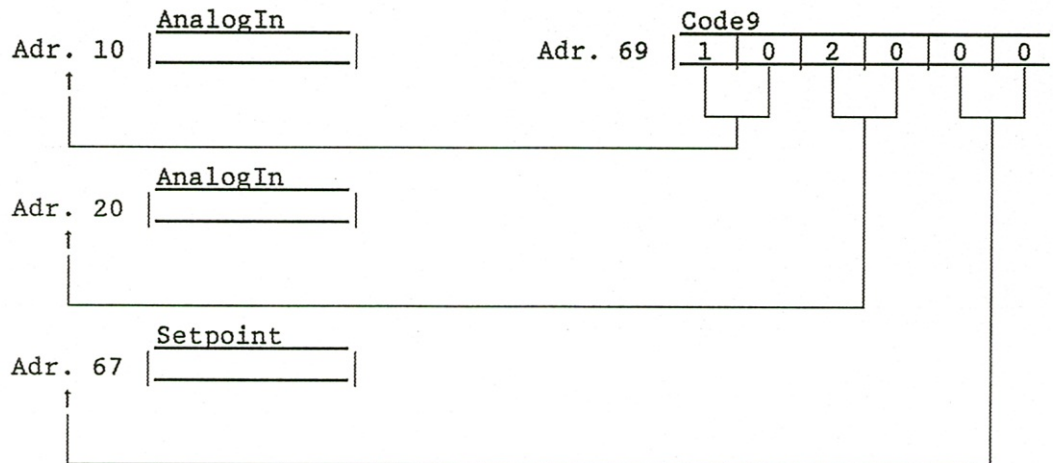 AnalogIn Code9
Adr. 10 Adr. 69 1 0 2 0 0 0
AnalogIn
Adr. 20
Setpoint
Adr. 67